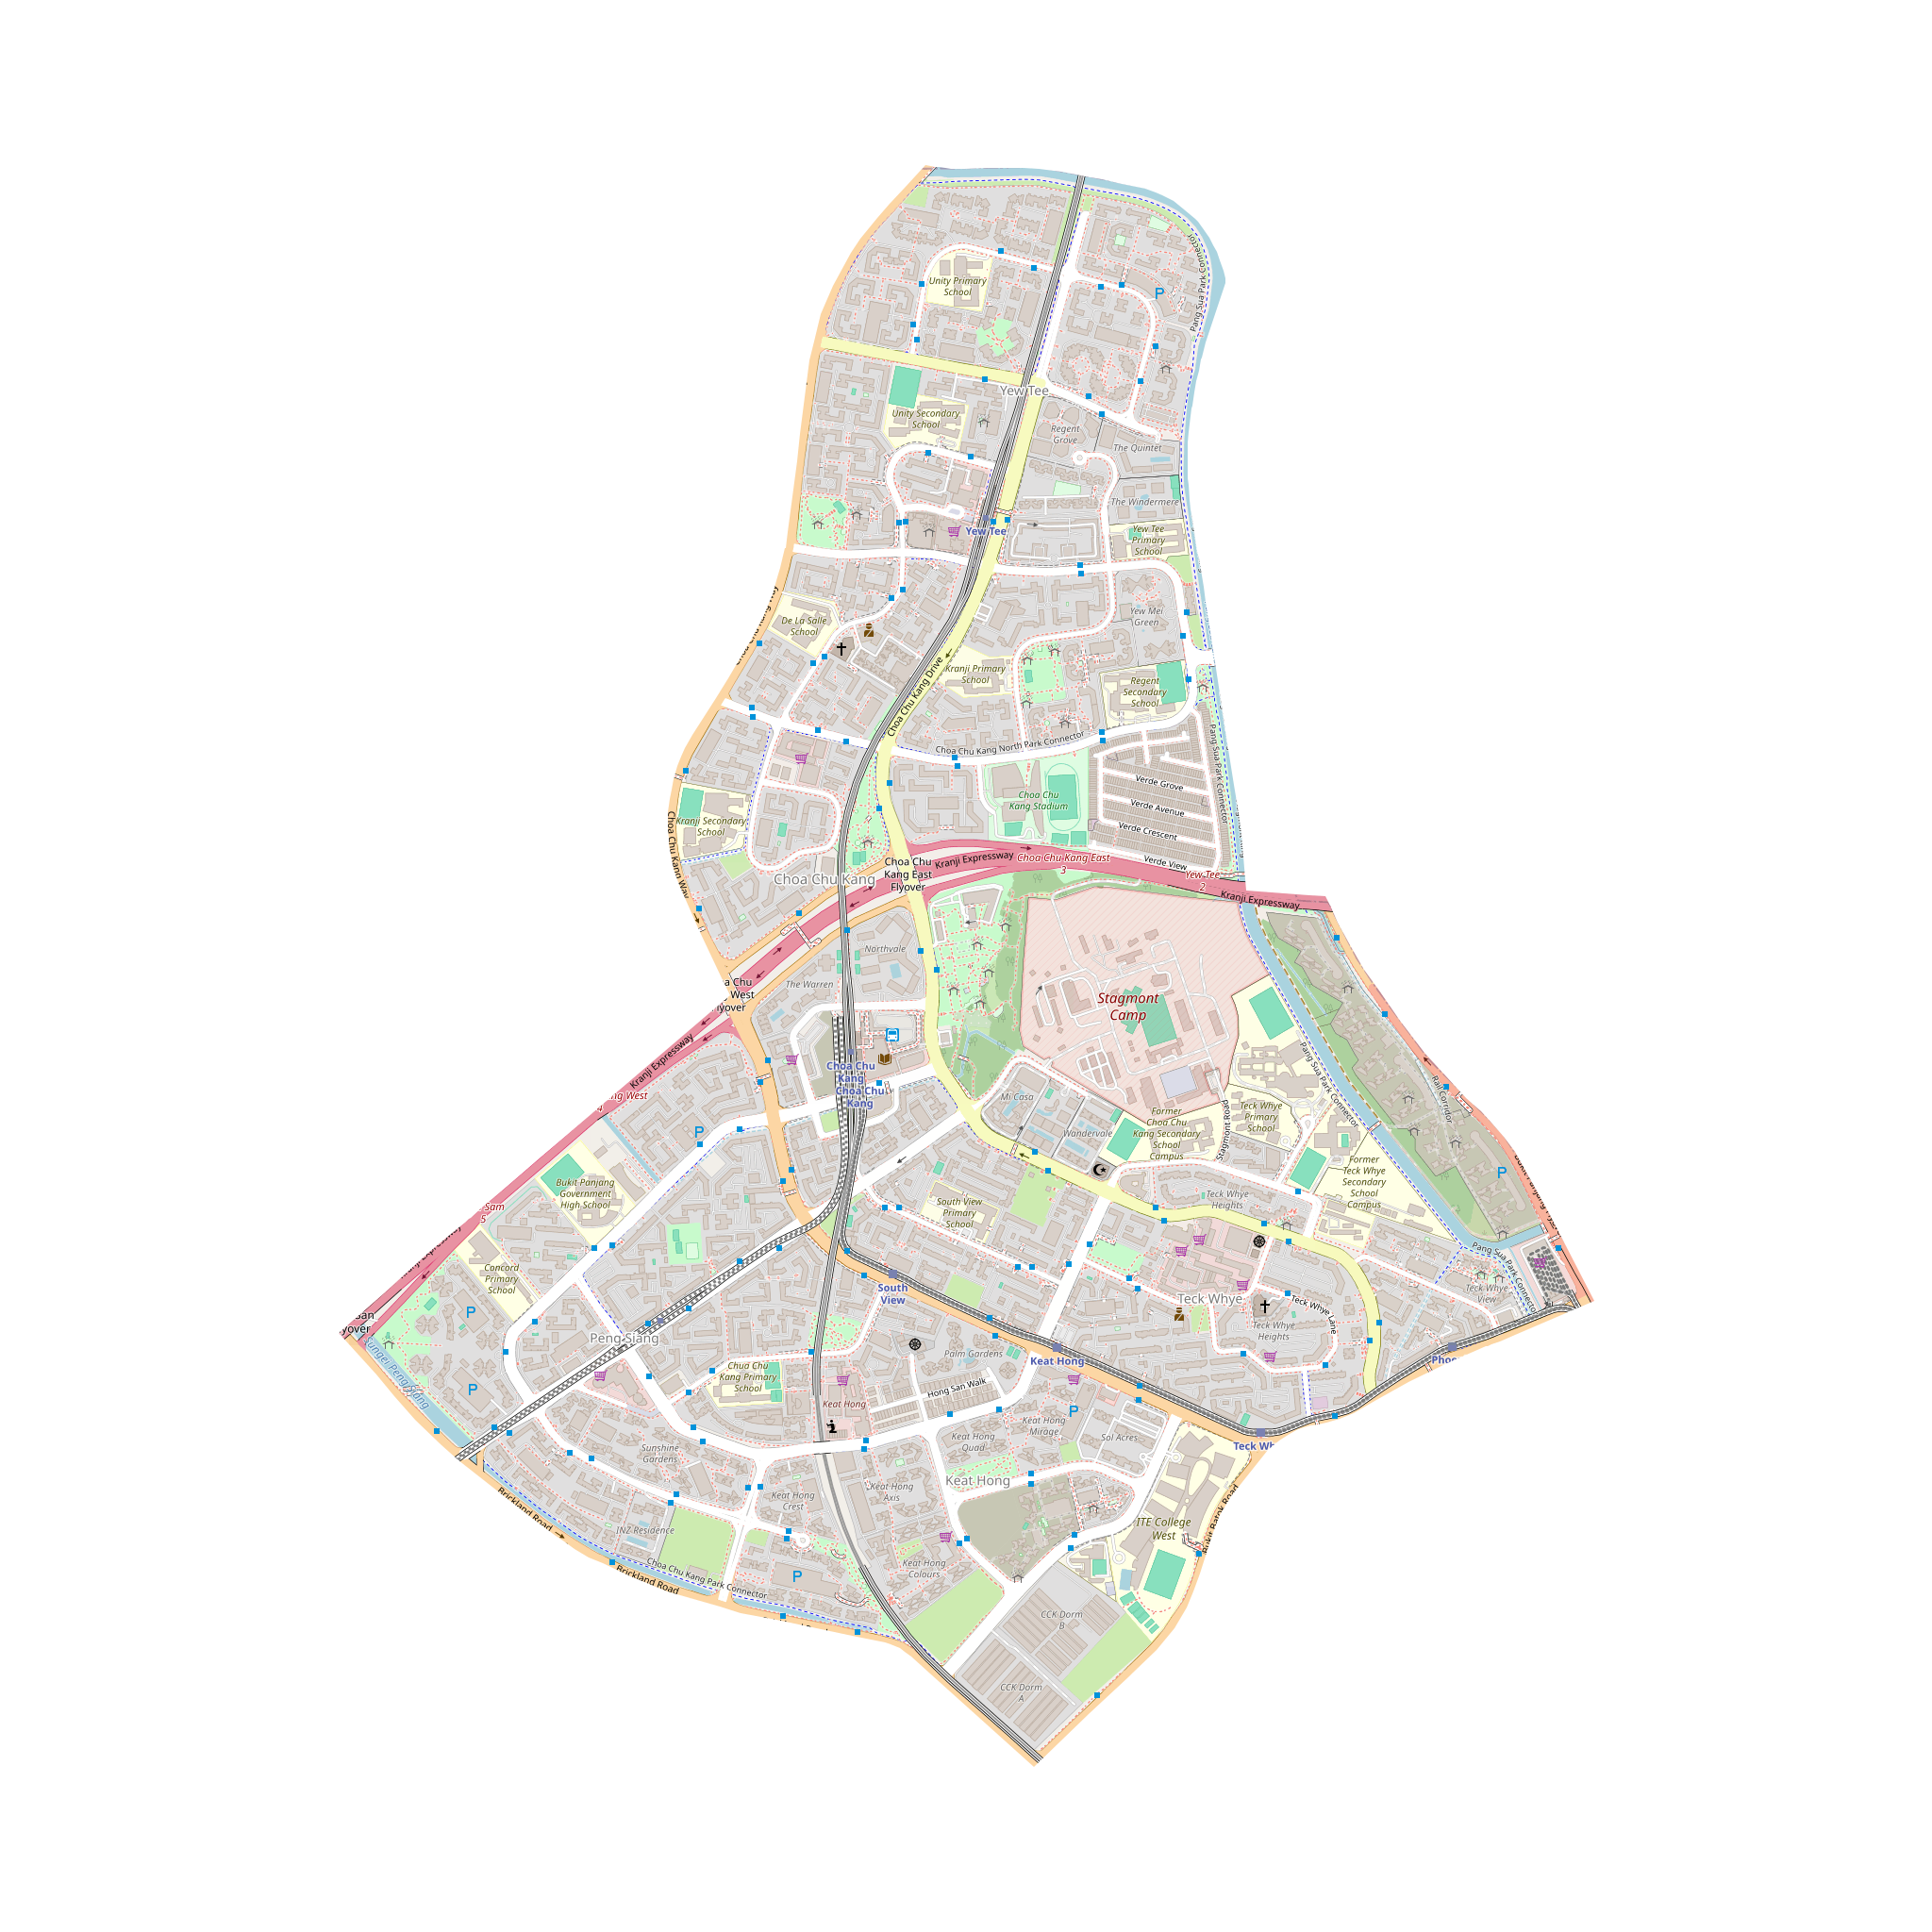 Pang Sua Park Connector
Unity Primary
School
Yew Tee
Unity Secondary
School
Regent
Grove
The Quintet
The Windermere
Yew Tee
Yew Tee
Primary
School
De La Salle
School
Yew Mei
Green
Kranji Primary
School
Choa Chu Kang Drive
Regent
Secondary
School
Choa Chu Kang North Park Connector
Pang Sua Park Connector
Verde Grove
Verde Avenue
Verde Crescent
Verde View
Choa Chu
Kang Stadium
Kranji Secondary
School
Choa Chu Kang Way
Choa Chu Kang
Choa Chu
Kang East
Flyover
Kranji Expressway
Choa Chu Kang East
3
Yew Tee
2
Kranji Expressway
Northvale
The Warren
a Chu
West
lyover
Stagmont
Camp
Kranji Expressway
ng West
4
Choa Chu
Kang
Choa Chu
Kang
Mi Casa
Wandervale
Former
Choa Chu
Kang Secondary
School
Campus
Stagmont Road
Teck Whye
Primary
School
Pang Sua Park Connector
Rail Corridor
Former
Teck Whye
Secondary
School
Campus
Bukit Panjang
Government
High School
Sam
5
Concord
Primary
School
South View
Primary
School
Teck Whye
Heights
South
View
Teck Whye
Teck Whye Lane
Teck Whye
Heights
Teck Whye
View
Pang Sua Park Connector
Peng Siang
Chua Chu
Kang Primary
School
Palm Gardens
Keat Hong
Hong San Walk
Keat Hong
Keat Hong
Mirage
Keat Hong
Quad
Sol Acres
Teck Wh
Phoe
Sunshine
Gardens
Keat Hong
Keat Hong
Axis
Keat Hong
Crest
INZ Residence
Brickland Road
Brickland Road
Choa Chu Kang Park Connector
Keat Hong
Colours
ITE College
West
Bukit Batok Road
CCK Dorm
B
CCK Dorm
A